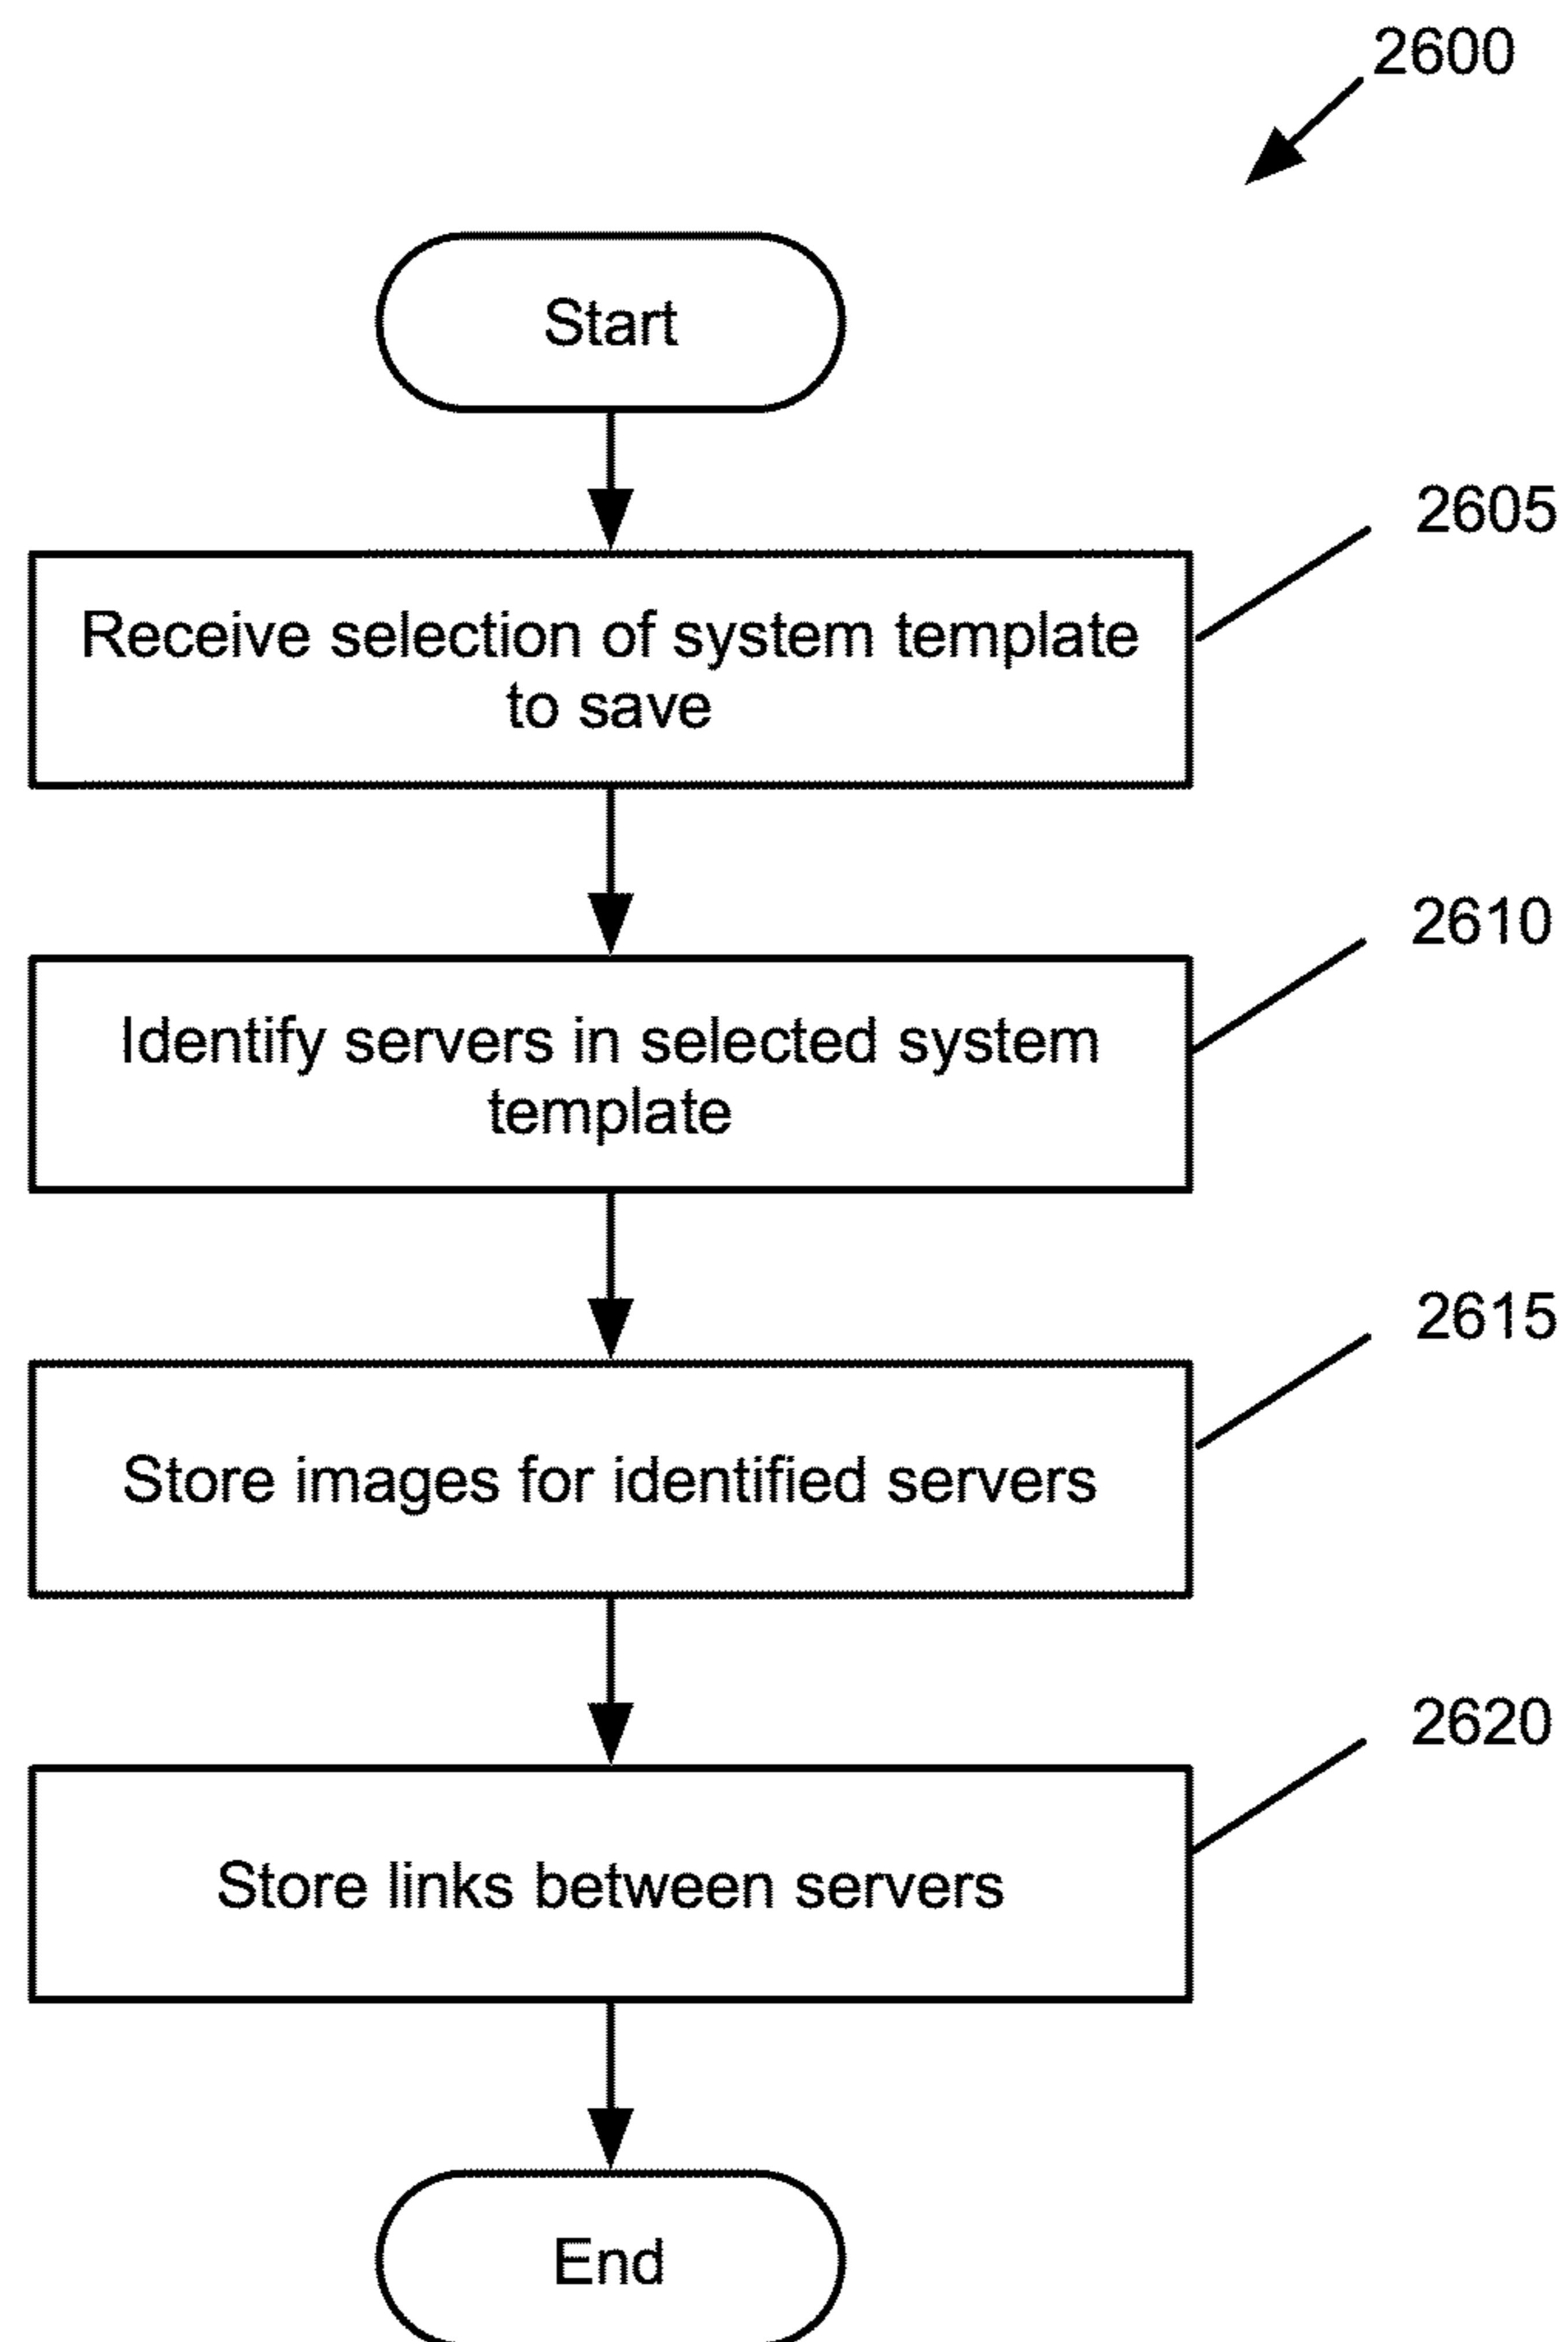 2600
Start
2605
Receive selection of system template
to save
2610
Identify servers in selected system
template
2615
Store images for identified servers
2620
Store links between servers
End